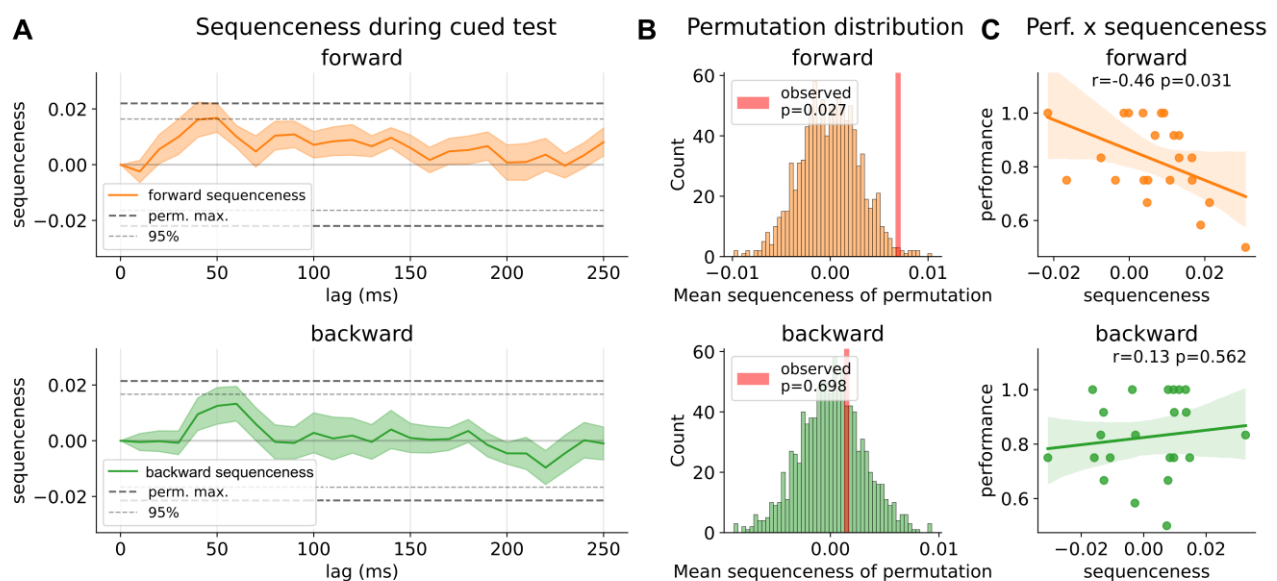 A
Sequenceness during cued test
forward
sequenceness
0.02
0.00
−0.02
forward sequenceness
perm. max.
95%
0 50 100 150 200 250
lag (ms)
backward
sequenceness
0.02
0.00
−0.02
backward sequenceness
perm. max.
95%
0 50 100 150 200 250
lag (ms)
B
Permutation distribution
forward
Count
60
40
20
0
observed
p=0.027
−0.01 0.00 0.01
Mean sequenceness of permutation
backward
Count
60
40
20
0
observed
p=0.698
0.00 0.01
Mean sequenceness of permutation
C
Perf. x sequenceness
forward
r=-0.46 p=0.031
performance
1.0
0.8
0.6
−0.02 0.00 0.02
sequenceness
backward
r=0.13 p=0.562
performance
1.0
0.8
0.6
−0.02 0.00 0.02
sequenceness